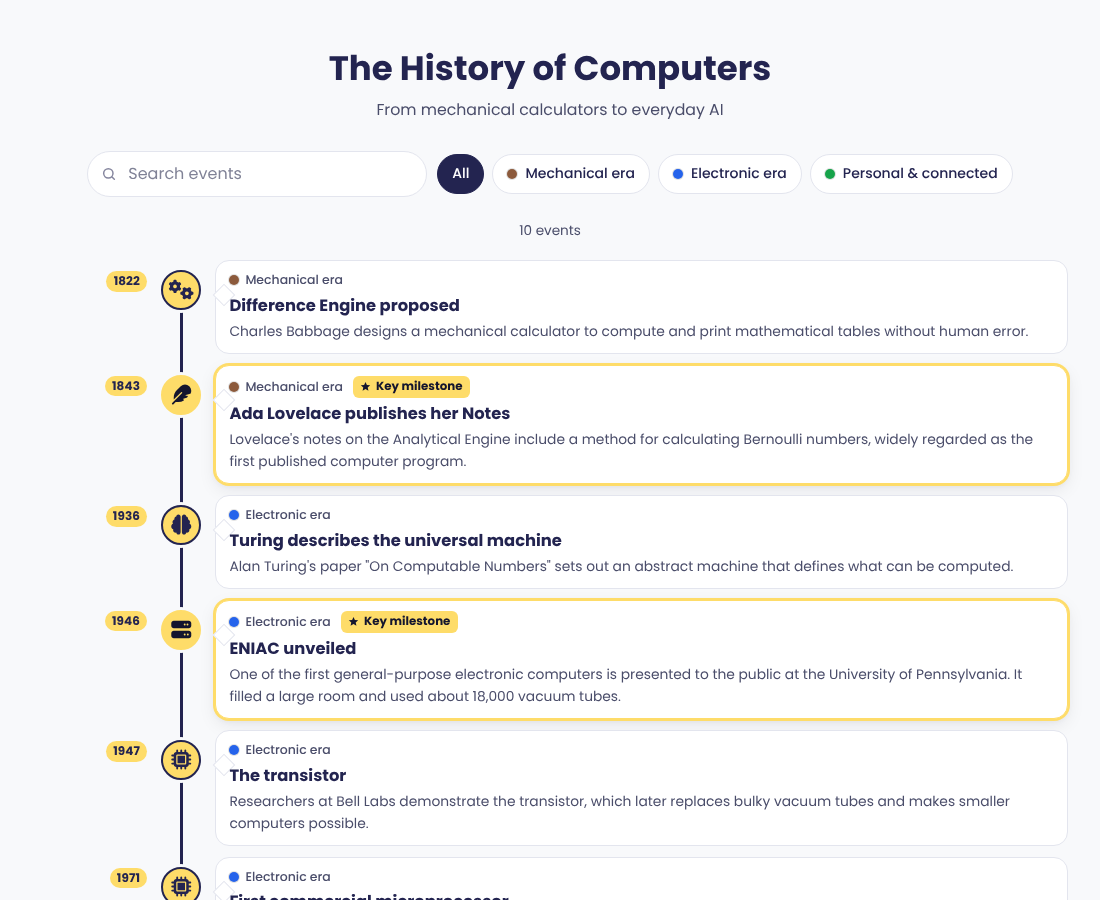 The History of Computers
From mechanical calculators to everyday AI
Search events
All
Mechanical era
Electronic era
Personal & connected
10 events
1822
Mechanical era
Difference Engine proposed
Charles Babbage designs a mechanical calculator to compute and print mathematical tables without human error.
1843
Mechanical era
Key milestone
Ada Lovelace publishes her Notes
Lovelace's notes on the Analytical Engine include a method for calculating Bernoulli numbers, widely regarded as the
first published computer program.
1936
Electronic era
Turing describes the universal machine
Alan Turing's paper "On Computable Numbers" sets out an abstract machine that defines what can be computed.
1946
Electronic era
Key milestone
ENIAC unveiled
One of the first general-purpose electronic computers is presented to the public at the University of Pennsylvania. It
filled a large room and used about 18,000 vacuum tubes.
1947
Electronic era
The transistor
Researchers at Bell Labs demonstrate the transistor, which later replaces bulky vacuum tubes and makes smaller
computers possible.
1971
Electronic era
First commercial microprocessor